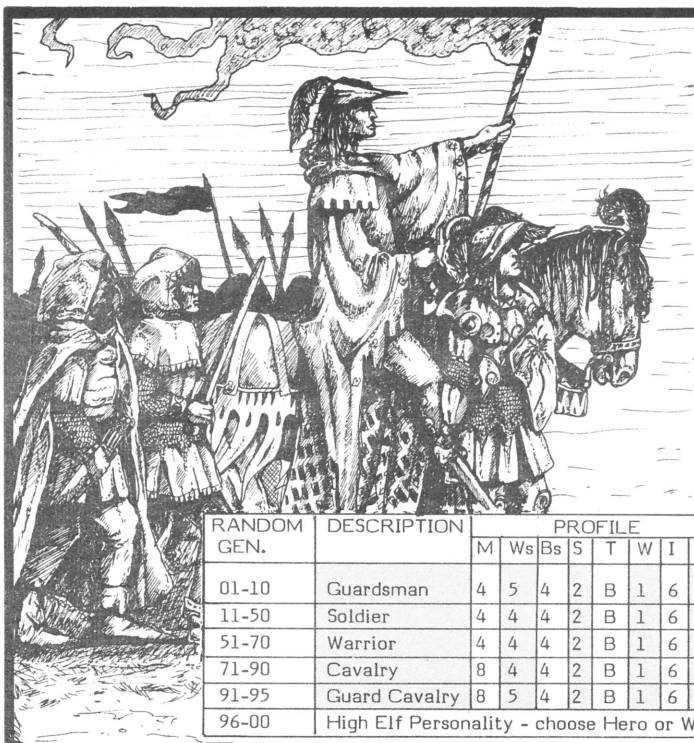 RANDOM GEN. DESCRIPTION PROFILE
M Ws Bs S T W I
01-10 Guardsman 4 5 4 2 B 1 6
11-50 Soldier 4 4 4 2 B 1 6
51-70 Warrior 4 4 4 2 B 1 6
71-90 Cavalry 8 4 4 2 B 1 6
91-95 Guard Cavalry 8 5 4 2 B 1 6
96-00 High Elf Personality - choose Hero or